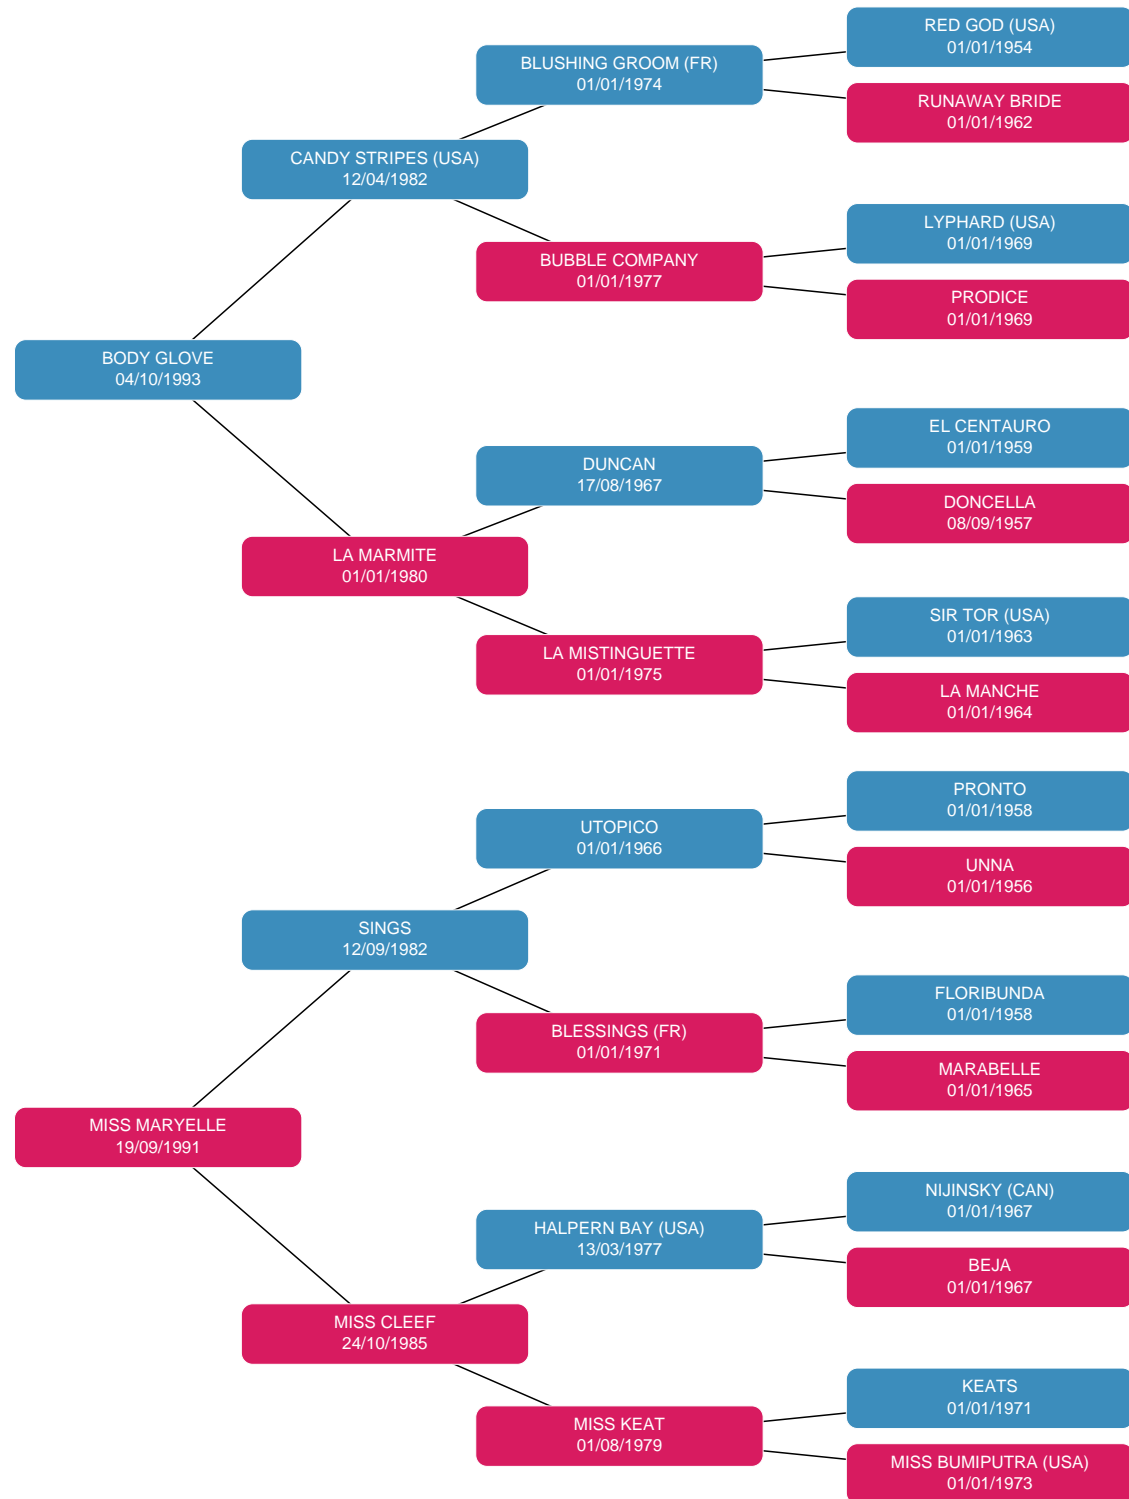 RED GOD (USA)
01/01/1954
BLUSHING GROOM (FR)
01/01/1974
RUNAWAY BRIDE
01/01/1962
CANDY STRIPES (USA)
12/04/1982
LYPHARD (USA)
01/01/1969
BUBBLE COMPANY
01/01/1977
PRODICE
01/01/1969
BODY GLOVE
04/10/1993
EL CENTAURO
01/01/1959
DUNCAN
17/08/1967
DONCELLA
08/09/1957
LA MARMITE
01/01/1980
SIR TOR (USA)
01/01/1963
LA MISTINGUETTE
01/01/1975
LA MANCHE
01/01/1964
PRONTO
01/01/1958
UTOPICO
01/01/1966
UNNA
01/01/1956
SINGS
12/09/1982
FLORIBUNDA
01/01/1958
BLESSINGS (FR)
01/01/1971
MARABELLE
01/01/1965
MISS MARYELLE
19/09/1991
NIJINSKY (CAN)
01/01/1967
HALPERN BAY (USA)
13/03/1977
BEJA
01/01/1967
MISS CLEEF
24/10/1985
KEATS
01/01/1971
MISS KEAT
01/08/1979
MISS BUMIPUTRA (USA)
01/01/1973